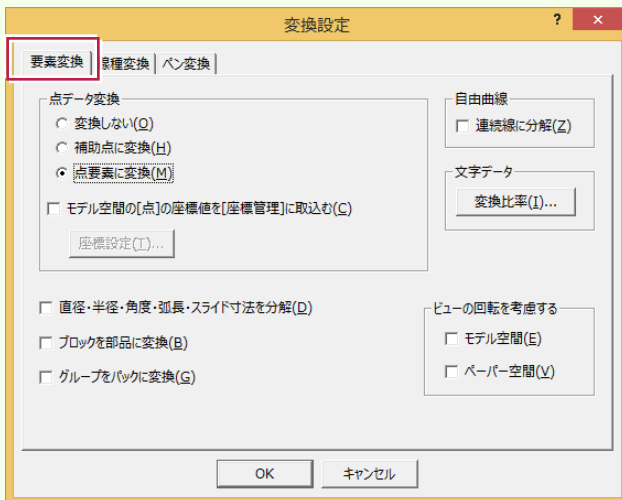 変換設定
? ×
要素変換 線種変換 ペン変換
点データ変換
変換しない(O)
補助点に変換(H)
点要素に変換(M)
モデル空間の[点]の座標値を[座標管理]に取込む(C)
座標設定(T)...
自由曲線
連続線に分解(Z)
文字データ
変換比率(I)...
直径・半径・角度・弧長・スライド寸法を分解(D)
ブロックを部品に変換(B)
グループをパックに変換(G)
ビューの回転を考慮する
モデル空間(E)
ペーパー空間(V)
OK キャンセル